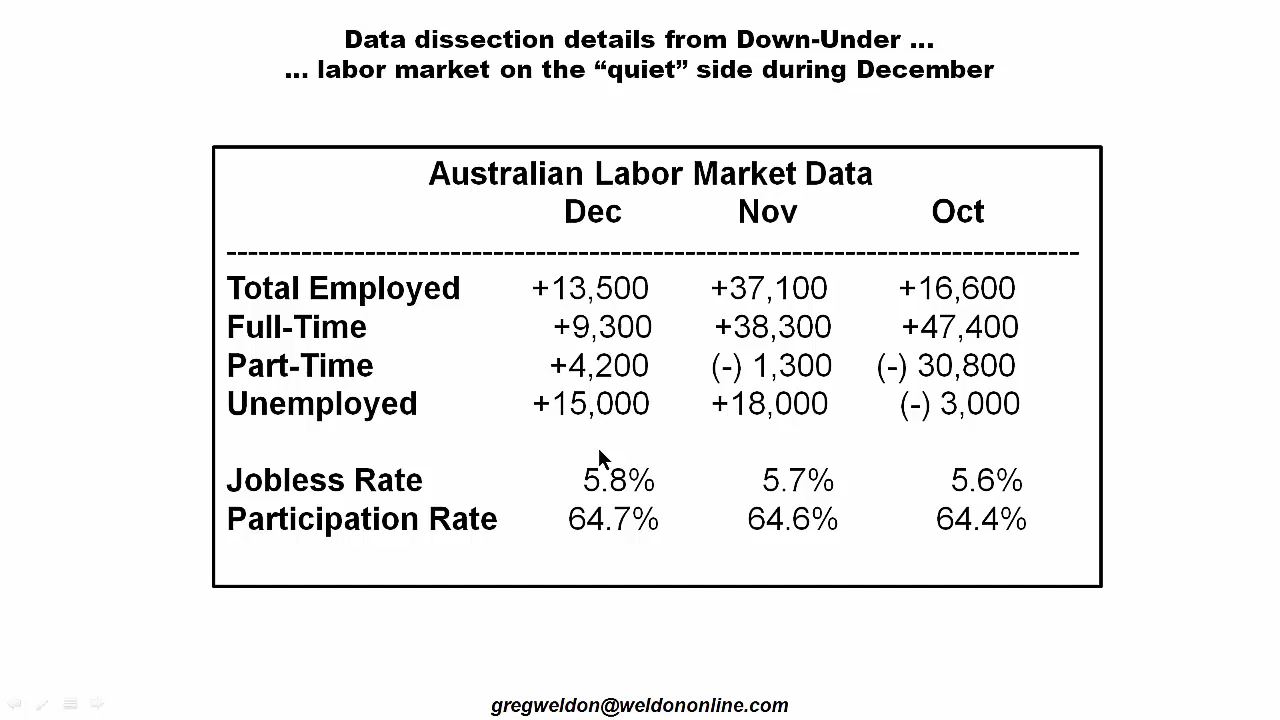 Data dissection details from Down-Under ...
... labor market on the “quiet” side during December
Australian Labor Market Data
Dec Nov Oct
--------------------------------------------------------------------------------
Total Employed +13,500 +37,100 +16,600
Full-Time +9,300 +38,300 +47,400
Part-Time +4,200 (-) 1,300 (-) 30,800
Unemployed +15,000 +18,000 (-) 3,000
Jobless Rate 5.8% 5.7% 5.6%
Participation Rate 64.7% 64.6% 64.4%
gregweldon@weldononline.com